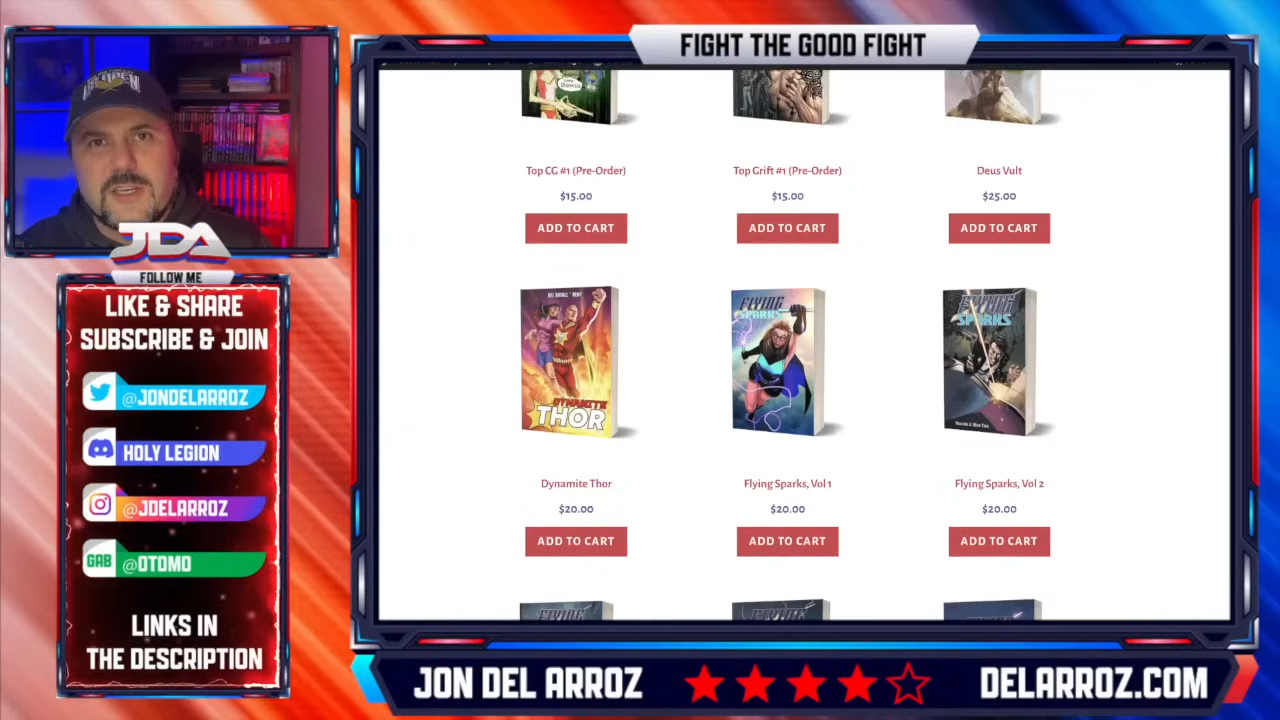 FIGHT THE GOOD FIGHT
JDA
FOLLOW ME
LIKE & SHARE
SUBSCRIBE & JOIN
@JONDELARROZ
HOLY LEGION
@JDELARROZ
GAB
@OTOMO
LINKS IN
THE DESCRIPTION
Top CG #1 (Pre-Order)
$15.00
ADD TO CART
Top Grift #1 (Pre-Order)
$15.00
ADD TO CART
Deus Vult
$25.00
ADD TO CART
DYNAMITE
THOR
FLYING
SPARKS
FLYING
SPARKS
Dynamite Thor
$20.00
ADD TO CART
Flying Sparks, Vol 1
$20.00
ADD TO CART
Flying Sparks, Vol 2
$20.00
ADD TO CART
FLYING
FLYING
JON DEL ARROZ
DELARROZ.COM